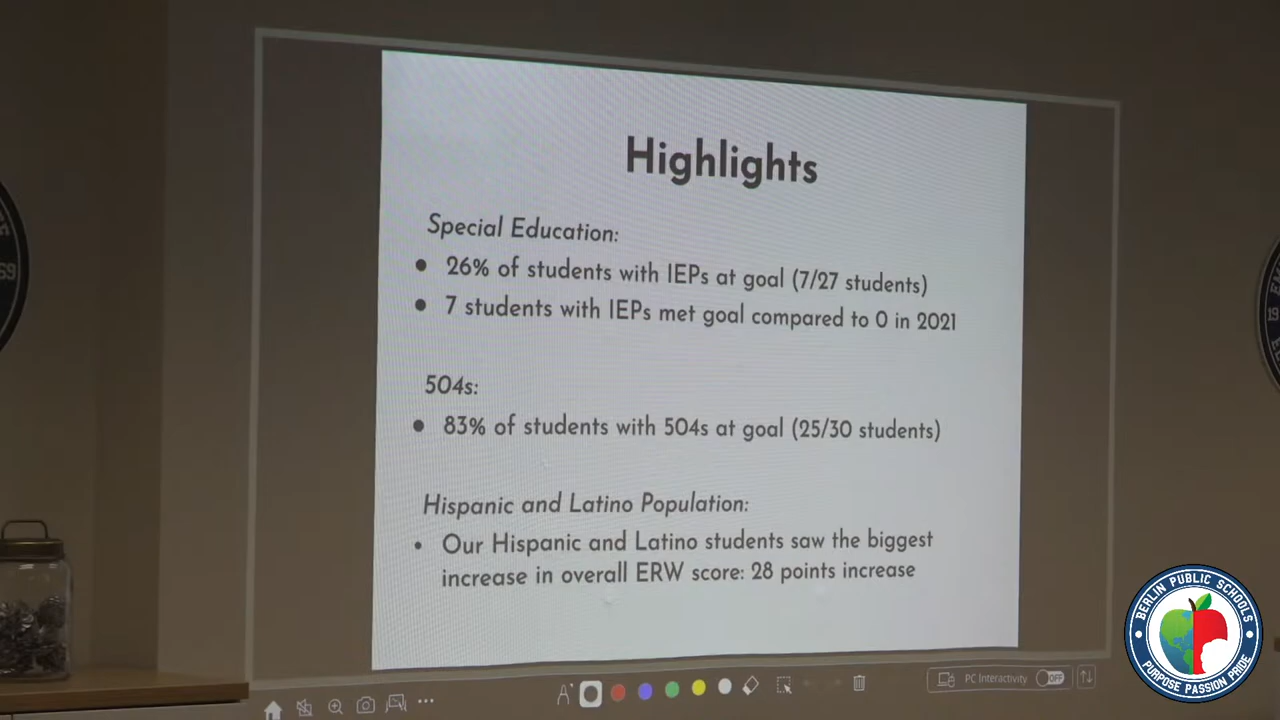 Highlights
Special Education:
● 26% of students with IEPs at goal (7/27 students)
● 7 students with IEPs met goal compared to 0 in 2021
504s:
● 83% of students with 504s at goal (25/30 students)
Hispanic and Latino Population:
• Our Hispanic and Latino students saw the biggest
increase in overall ERW score: 28 points increase
PC Interactivity OFF
BERLIN PUBLIC SCHOOLS
PURPOSE PASSION PRIDE
69
19